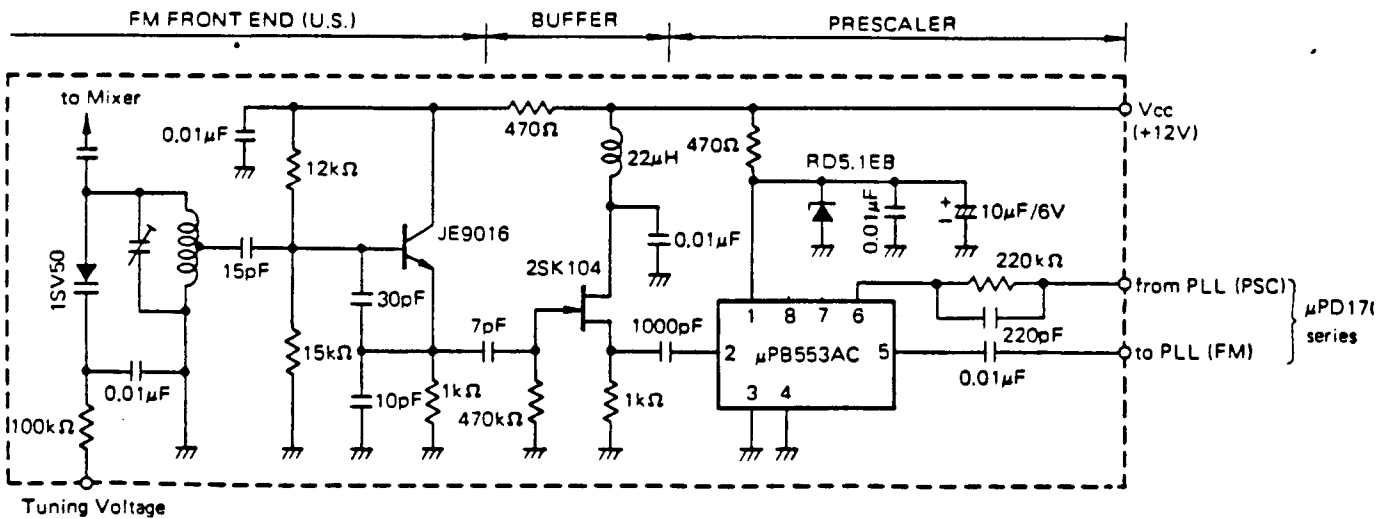 FM FRONT END (U.S.)
BUFFER
PRESCALER
to Mixer
0.01μF
470Ω
470Ω
Vcc
(+12V)
12kΩ
22μH
RD5.1EB
0.01μF
10μF/6V
+
−
JE9016
0.01μF
1SV50
15pF
2SK104
220kΩ
from PLL (PSC)
30pF
7pF
1000pF
1
8
7
6
220pF
μPD170
series
15kΩ
2
μPB553AC
5
to PLL (FM)
0.01μF
0.01μF
3
4
10pF
1kΩ
470kΩ
1kΩ
100kΩ
Tuning Voltage